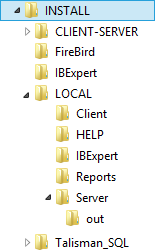 INSTALL
CLIENT-SERVER
FireBird
IBExpert
LOCAL
Client
HELP
IBExpert
Reports
Server
out
Talisman_SQL